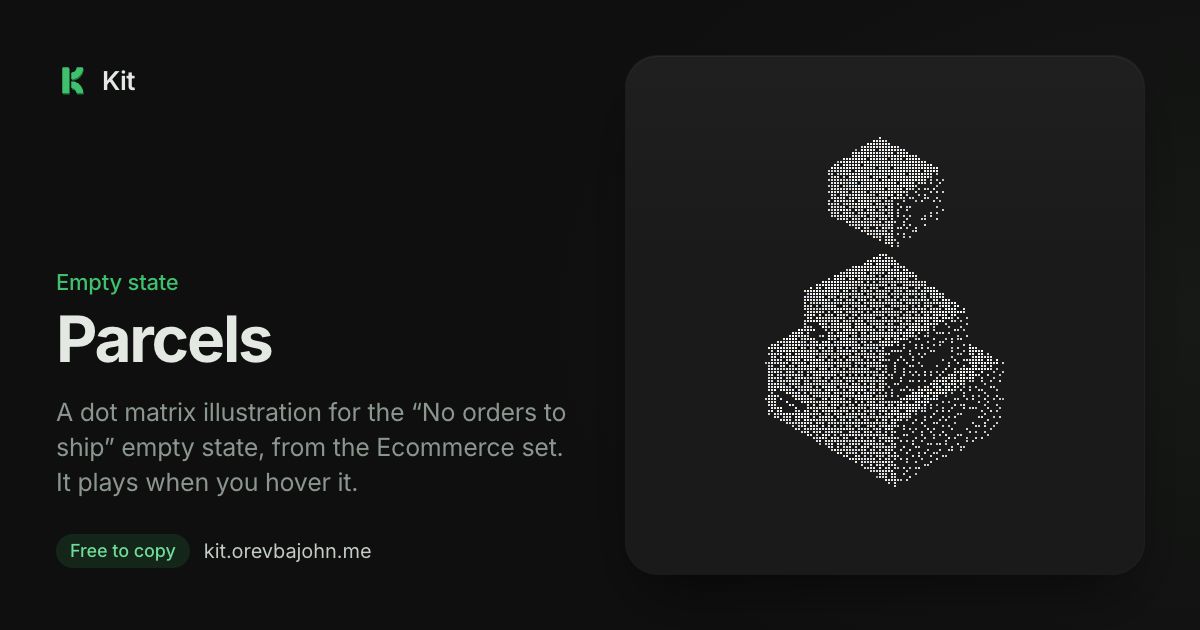 Kit
Empty state
Parcels
A dot matrix illustration for the “No orders to
ship” empty state, from the Ecommerce set.
It plays when you hover it.
Free to copy
kit.orevbajohn.me